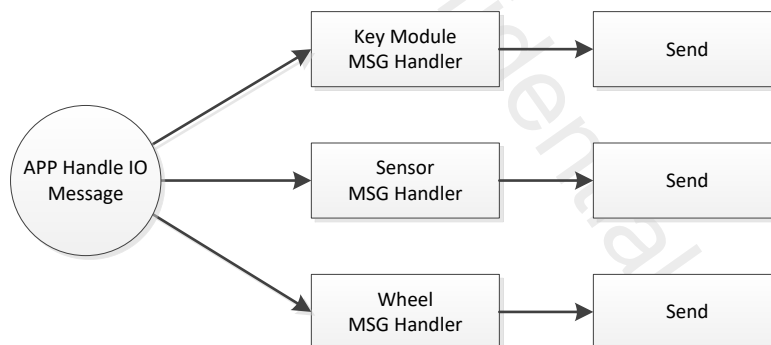 Key Module
MSG Handler
Send
APP Handle IO
Message
Sensor
MSG Handler
Send
Wheel
MSG Handler
Send